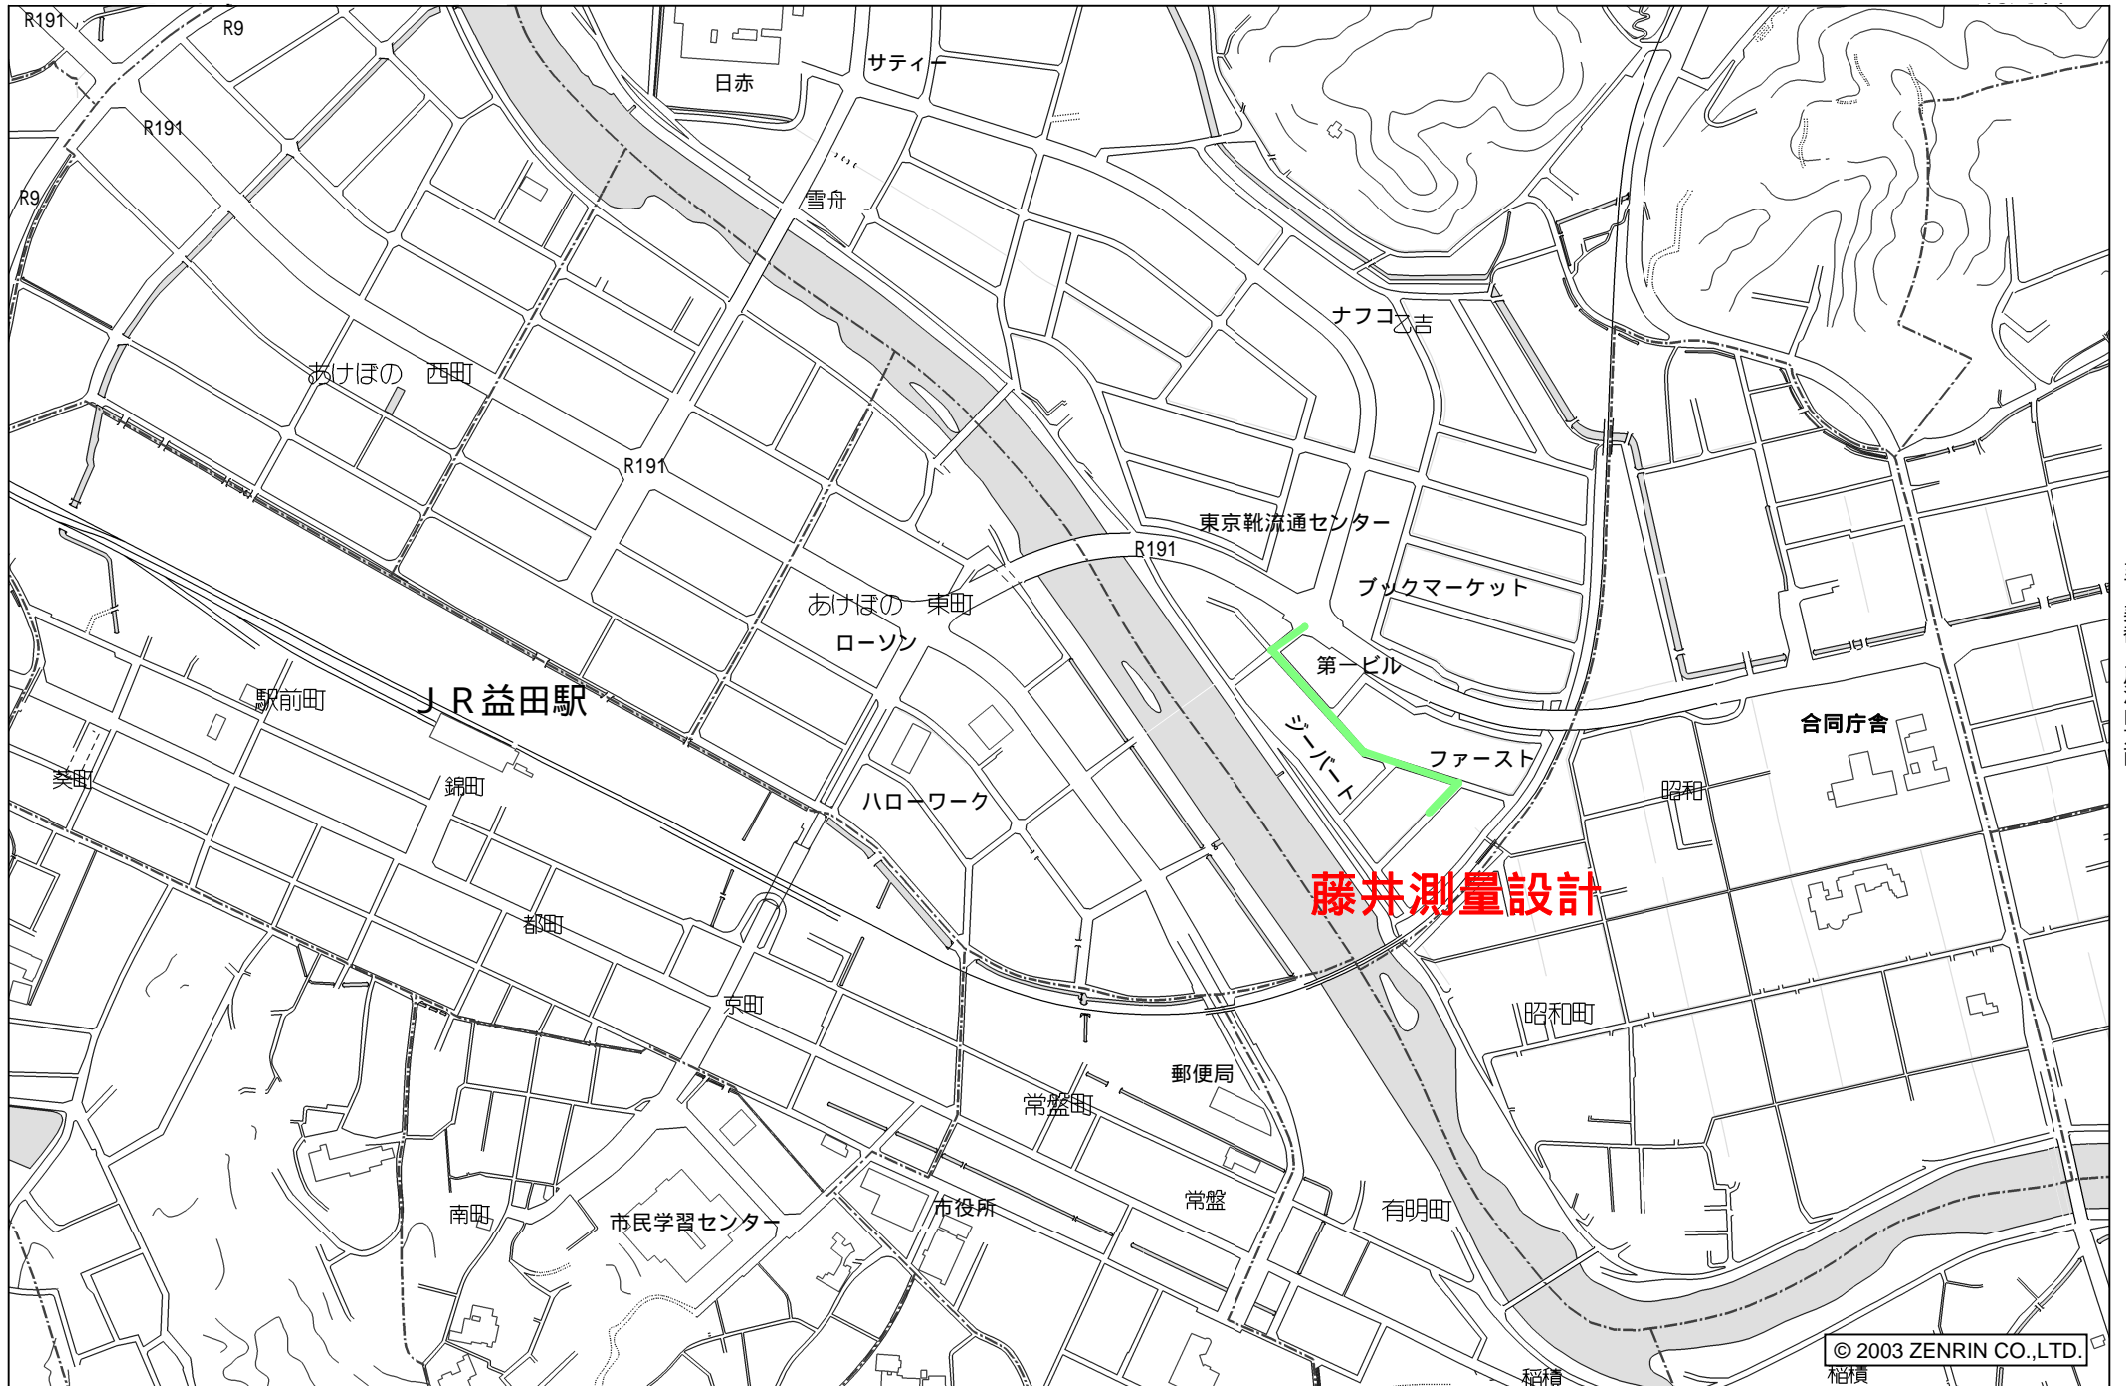 R191
R9
サティー
日赤
R191
R9
雪舟
ナフコ
乙吉
あけぼの 西町
R191
東京靴流通センター
R191
ブックマーケット
あけぼの 東町
ローソン
第一ビル
駅前町
JR益田駅
ジーバート
合同庁舎
ファースト
葵町
錦町
昭和
ハローワーク
藤井測量設計
都町
京町
昭和町
郵便局
常盤町
常盤
南町
市民学習センター
市役所
有明町
© 2003 ZENRIN CO.,LTD.
稲積
稲積